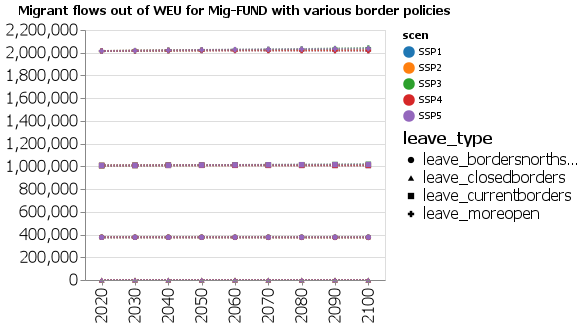 Migrant flows out of WEU for Mig-FUND with various border policies
2,200,000
2,000,000
1,800,000
1,600,000
1,400,000
1,200,000
1,000,000
800,000
600,000
400,000
200,000
0
2020 2030 2040 2050 2060 2070 2080 2090 2100
scen
SSP1
SSP2
SSP3
SSP4
SSP5
leave_type
leave_bordersnorths...
leave_closedborders
leave_currentborders
leave_moreopen